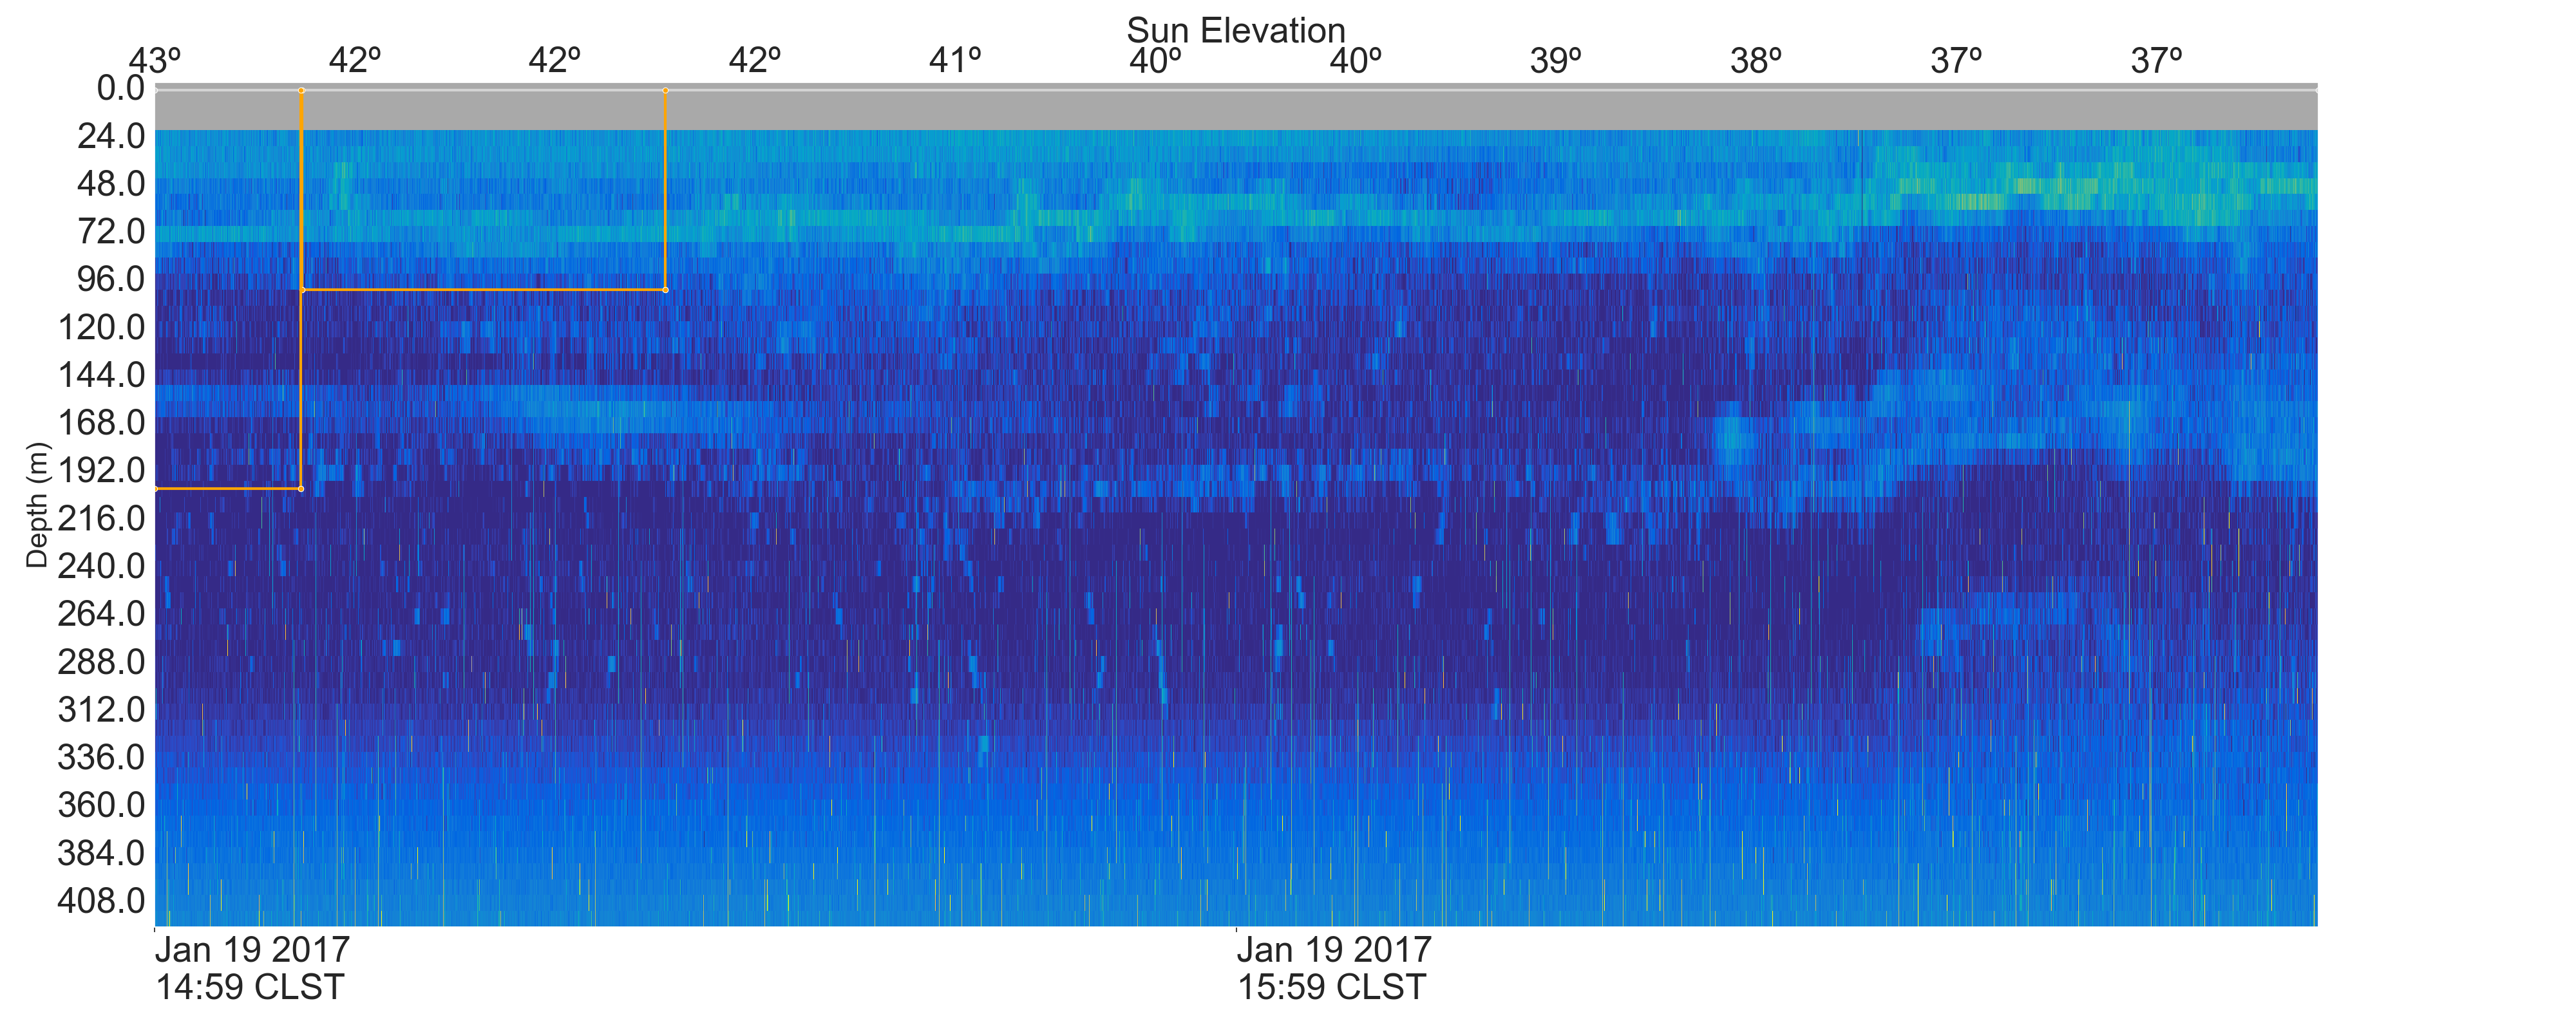 Sun Elevation
43º 42º 42º 42º 41º 40º 40º 39º 38º 37º 37º
0.0
24.0
48.0
72.0
96.0
120.0
144.0
168.0
192.0
216.0
240.0
264.0
288.0
312.0
336.0
360.0
384.0
408.0
Depth (m)
Jan 19 2017
14:59 CLST
Jan 19 2017
15:59 CLST